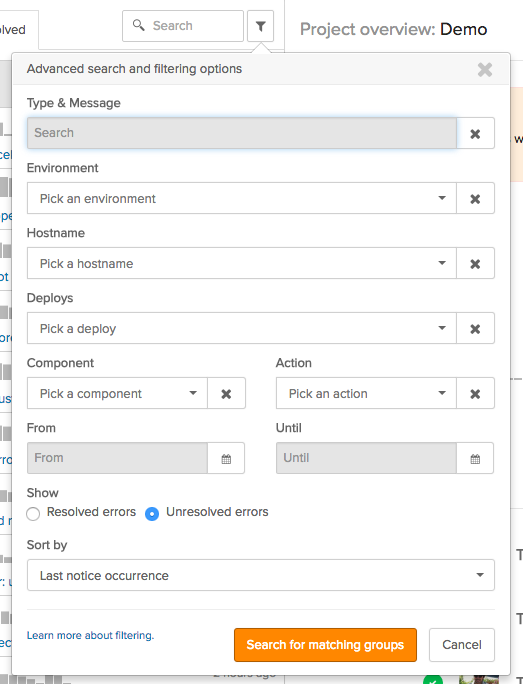 olved
Search
Project overview: Demo
Advanced search and filtering options
Type & Message
Search
Environment
Pick an environment
Hostname
Pick a hostname
Deploys
Pick a deploy
Component
Action
Pick a component
Pick an action
From
Until
From
Until
Show
Resolved errors
Unresolved errors
Sort by
Last notice occurrence
Learn more about filtering.
Search for matching groups
Cancel